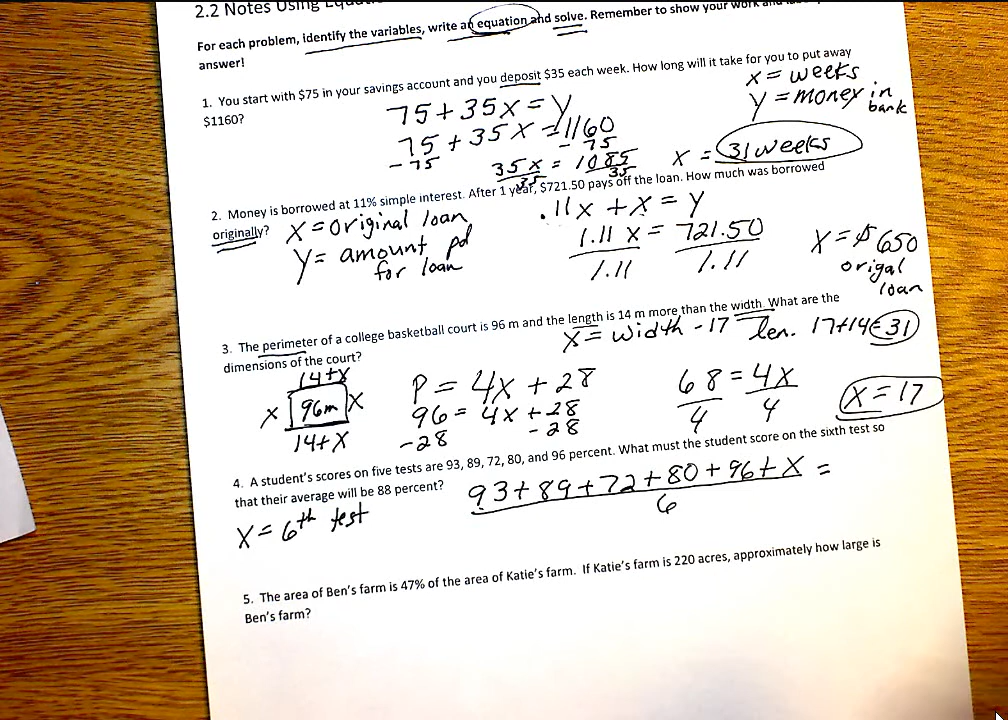 2.2 Notes Using
For each problem, identify the variables, write an equation and solve. Remember to show your work and
answer!
1. You start with $75 in your savings account and you deposit $35 each week. How long will it take for you to put away
$1160?
x = weeks
y = money in
bank
75 + 35x = y
75 + 35x = 1160
-75 - 75
35x = 1085
35 35
x = 31 weeks
2. Money is borrowed at 11% simple interest. After 1 year, $721.50 pays off the loan. How much was borrowed
originally?
x = original loan
y = amount pd
for loan
.11x + x = y
1.11 x = 721.50
1.11 1.11
x = $650
origal
loan
3. The perimeter of a college basketball court is 96 m and the length is 14 m more than the width. What are the
dimensions of the court?
x = width - 17 len. 17+14= 31
14+x
x 96m x
14+x
P = 4x + 28
96 = 4x + 28
-28 - 28
68 = 4x
4 4
x = 17
4. A student's scores on five tests are 93, 89, 72, 80, and 96 percent. What must the student score on the sixth test so
that their average will be 88 percent?
x = 6th test
93 + 89 + 72 + 80 + 96 + x =
6
5. The area of Ben's farm is 47% of the area of Katie's farm. If Katie's farm is 220 acres, approximately how large is
Ben's farm?